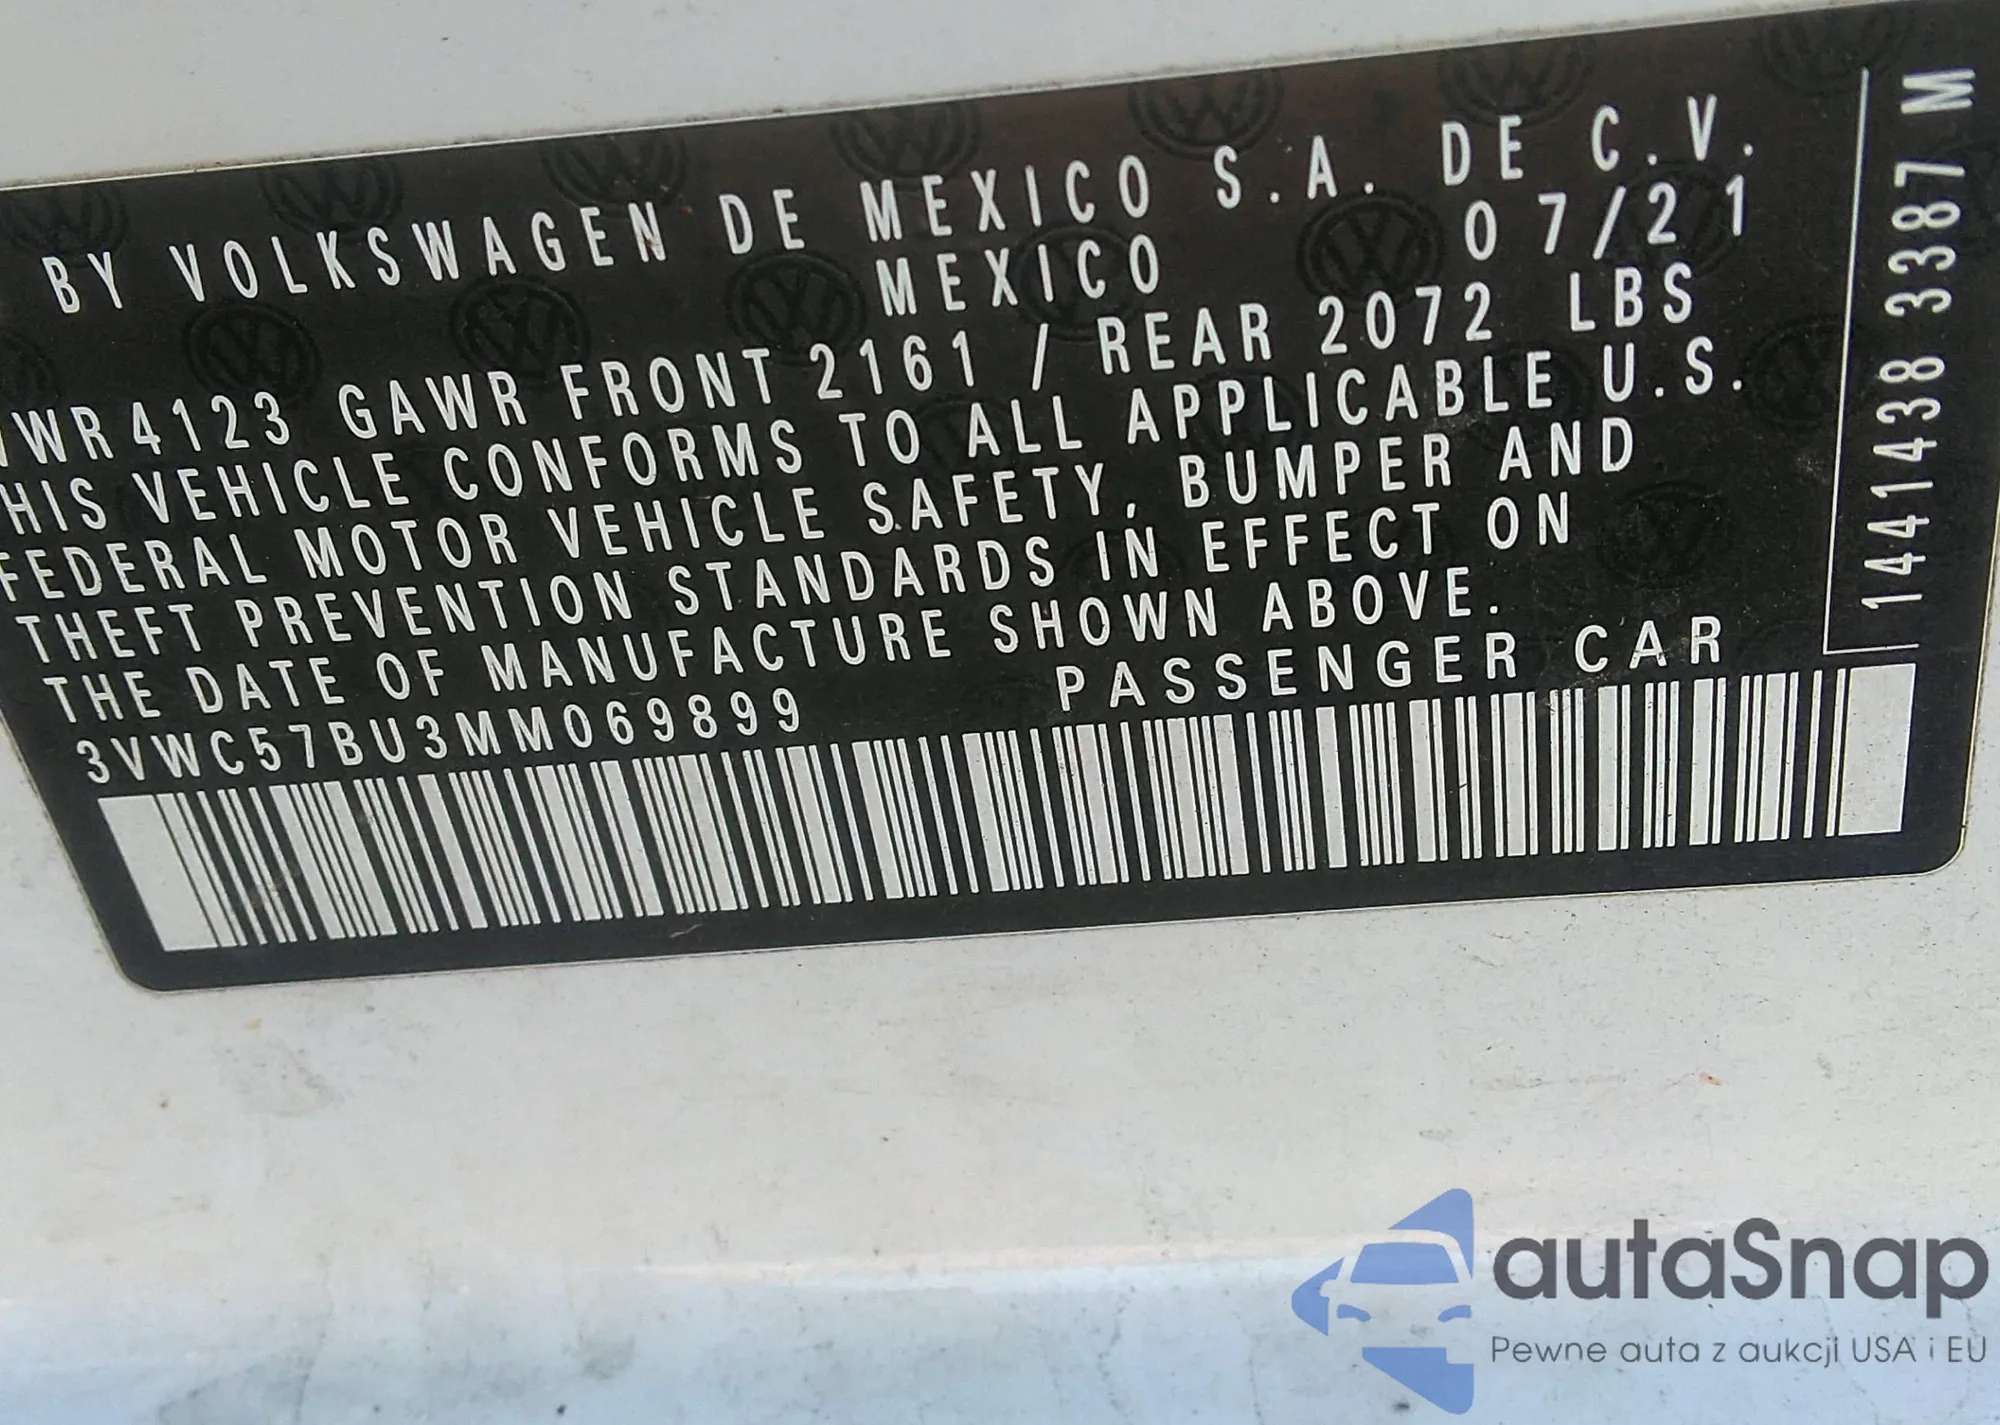 BY VOLKSWAGEN DE MEXICO S.A. DE C.V.
MEXICO 07/21
WR 4123 GAWR FRONT 2161 / REAR 2072 LBS
HIS VEHICLE CONFORMS TO ALL APPLICABLE U.S.
FEDERAL MOTOR VEHICLE SAFETY, BUMPER AND
THEFT PREVENTION STANDARDS IN EFFECT ON
THE DATE OF MANUFACTURE SHOWN ABOVE.
3VWC57BU3MM069899 PASSENGER CAR
1441438 3387 M
autaSnap
Pewne auta z aukcji USA i EU